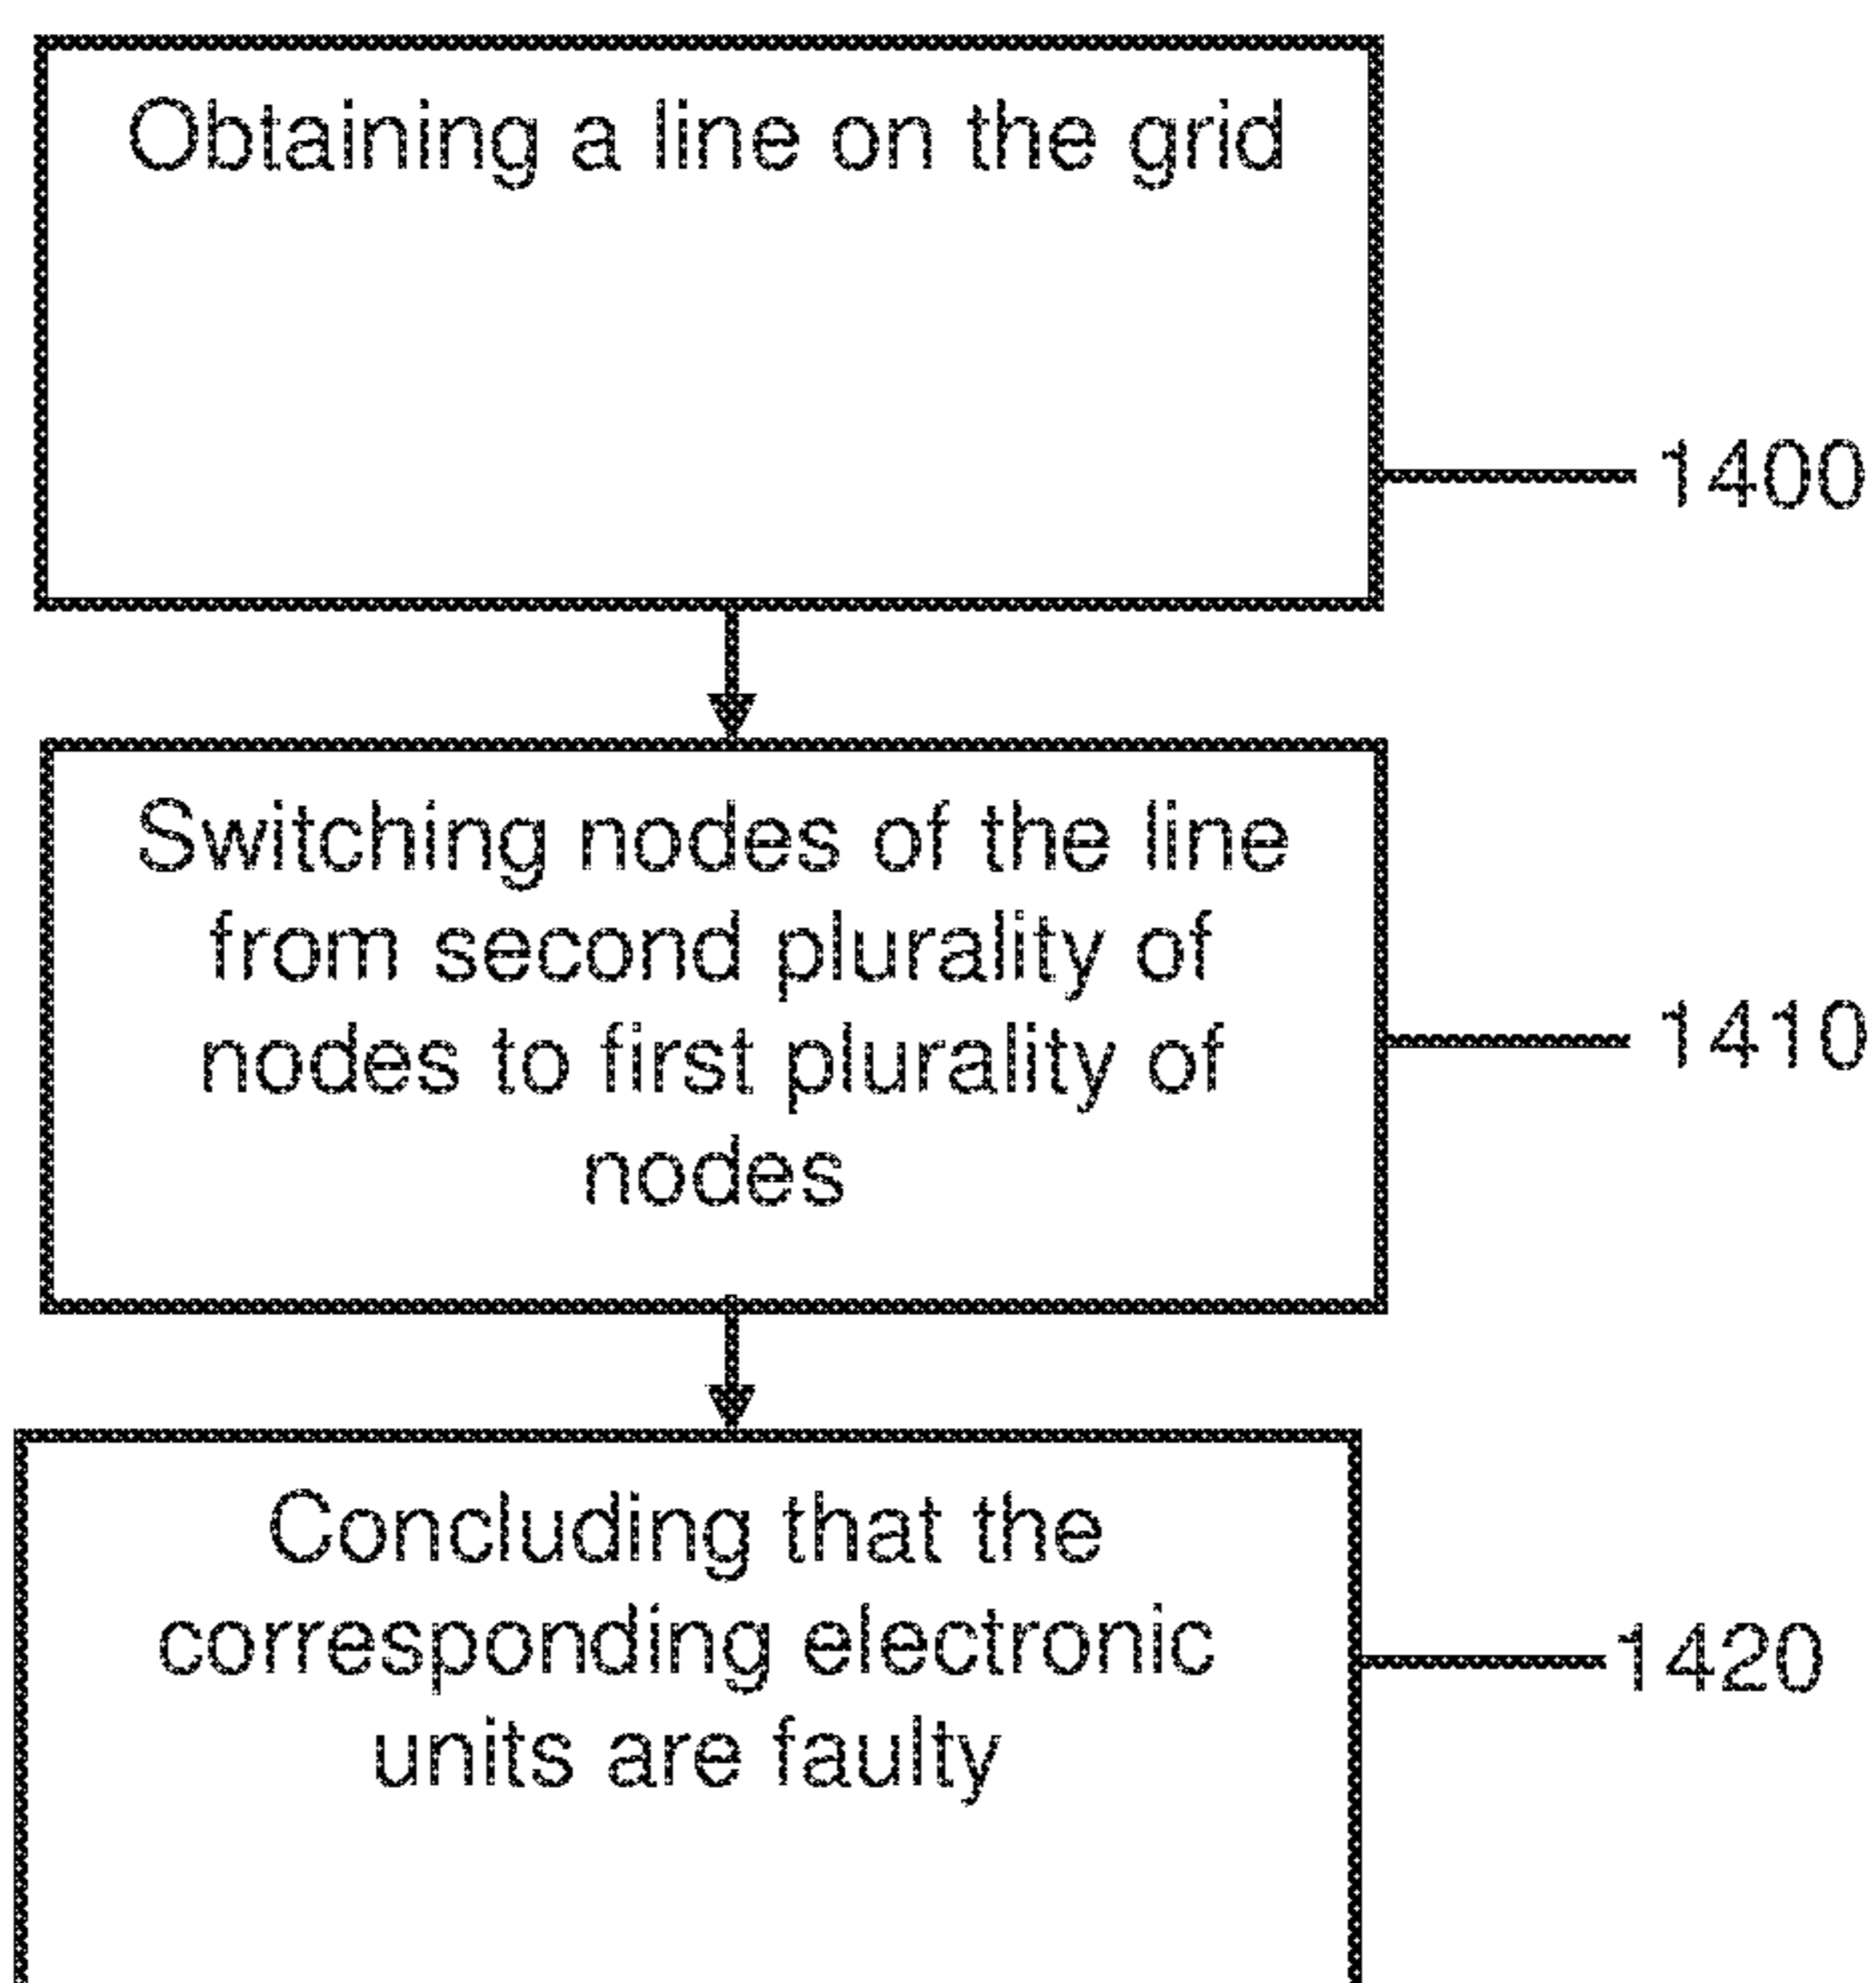 Obtaining a line on the grid
1400
Switching nodes of the line
from second plurality of
nodes to first plurality of
nodes
1410
Concluding that the
corresponding electronic
units are faulty
1420